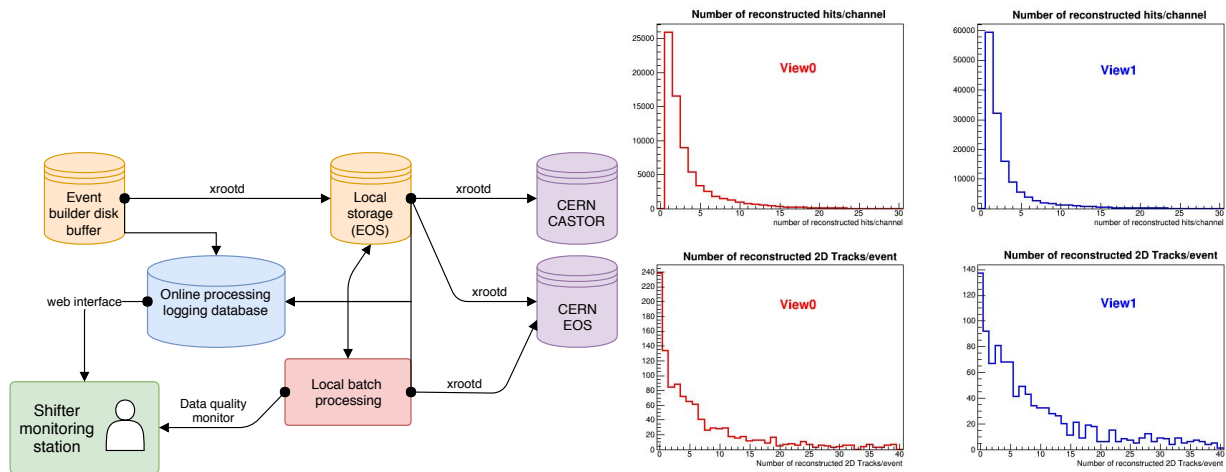 Event
builder disk
buffer
xrootd
Local
storage
(EOS)
xrootd
CERN
CASTOR
xrootd
CERN
EOS
web interface
Online processing
logging database
Local batch
processing
xrootd
Data quality
monitor
Shifter
monitoring
station
Number of reconstructed hits/channel
View0
25000
20000
15000
10000
5000
0
0 5 10 15 20 25 30
number of reconstructed hits/channel
Number of reconstructed hits/channel
View1
60000
50000
40000
30000
20000
10000
0
0 5 10 15 20 25 30
number of reconstructed hits/channel
Number of reconstructed 2D Tracks/event
View0
240
220
200
180
160
140
120
100
80
60
40
20
0
0 5 10 15 20 25 30 35 40
Number of reconstructed 2D Tracks/event
Number of reconstructed 2D Tracks/event
View1
140
120
100
80
60
40
20
0
0 5 10 15 20 25 30 35 40
Number of reconstructed 2D Tracks/event